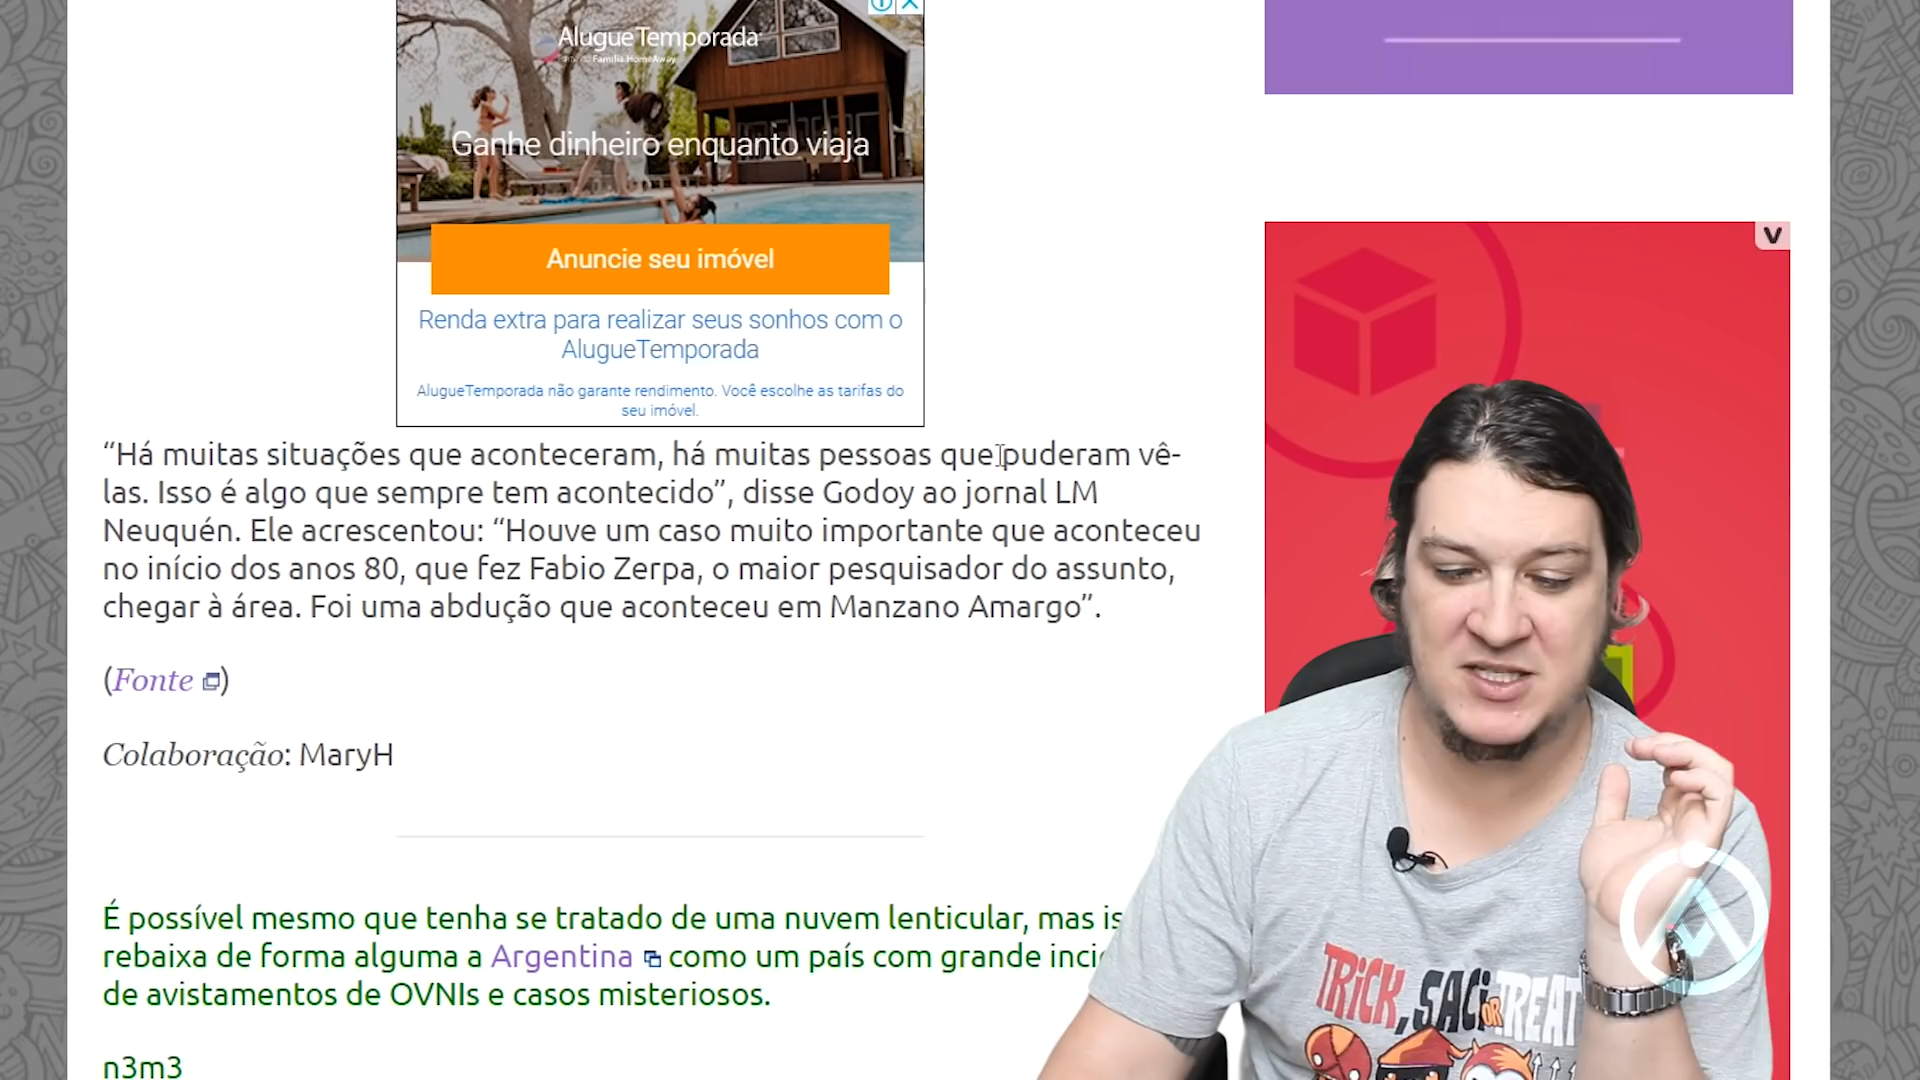 AlugueTemporada
Família HomeAway
Ganhe dinheiro enquanto viaja
Anuncie seu imóvel
Renda extra para realizar seus sonhos com o
AlugueTemporada
AlugueTemporada não garante rendimento. Você escolhe as tarifas do
seu imóvel.
V
“Há muitas situações que aconteceram, há muitas pessoas que puderam vê-
las. Isso é algo que sempre tem acontecido”, disse Godoy ao jornal LM
Neuquén. Ele acrescentou: “Houve um caso muito importante que aconteceu
no início dos anos 80, que fez Fabio Zerpa, o maior pesquisador do assunto,
chegar à área. Foi uma abdução que aconteceu em Manzano Amargo”.
(Fonte)
Colaboração: MaryH
É possível mesmo que tenha se tratado de uma nuvem lenticular, mas is
rebaixa de forma alguma a Argentina como um país com grande inci
de avistamentos de OVNIs e casos misteriosos.
n3m3
TRICK, SACI OR TREAT